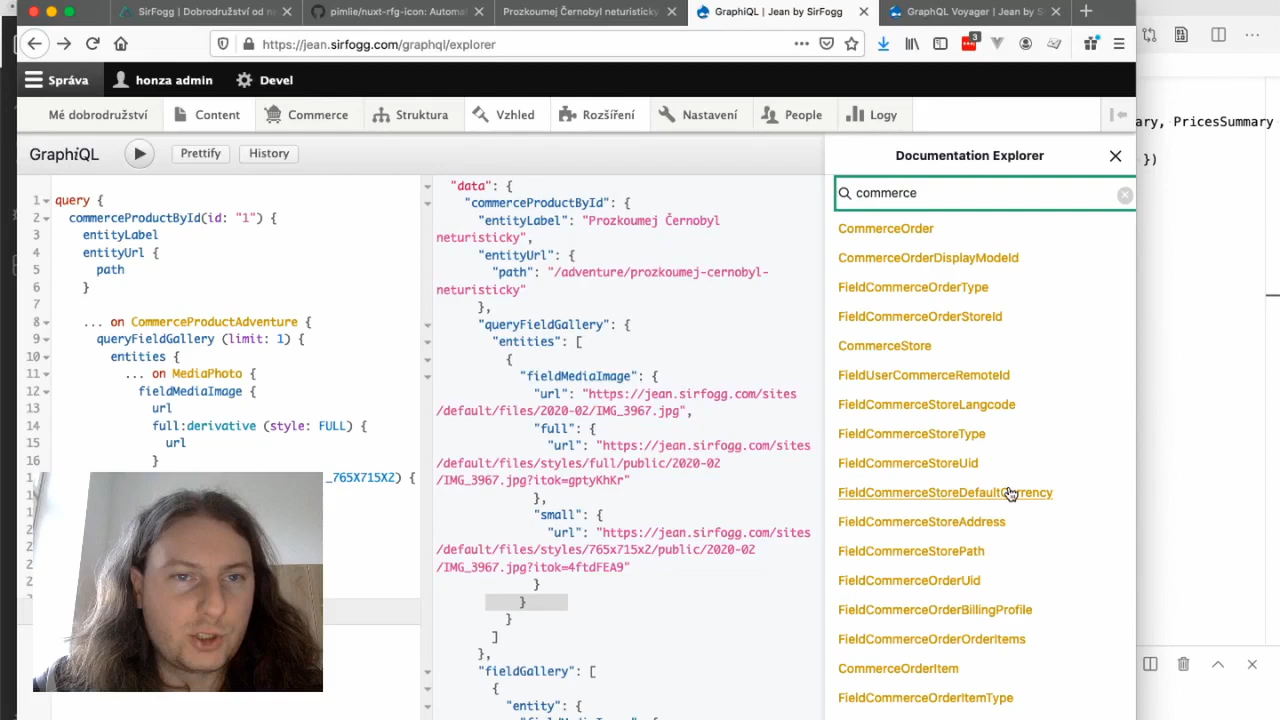 SirFogg | Dobrodružství od ne
pimlie/nuxt-rfg-icon: Automat
Prozkoumej Černobyl neturisticky
GraphiQL | Jean by SirFogg
GraphQL Voyager | Jean by S
https://jean.sirfogg.com/graphql/explorer
3
Správa
honza admin
Devel
Mé dobrodružství
Content
Commerce
Struktura
Vzhled
Rozšíření
Nastavení
People
Logy
ary, PricesSummary
})
GraphiQL
Prettify
History
Documentation Explorer
commerce
1 query {
2 commerceProductById(id: "1") {
3 entityLabel
4 entityUrl {
5 path
6 }
7
8 ... on CommerceProductAdventure {
9 queryFieldGallery (limit: 1) {
10 entities {
11 ... on MediaPhoto {
12 fieldMediaImage {
13 url
14 full:derivative (style: FULL) {
15 url
16 }
_765X715X2) {
"data": {
"commerceProductById": {
"entityLabel": "Prozkoumej Černobyl
neturisticky",
"entityUrl": {
"path": "/adventure/prozkoumej-cernobyl-
neturisticky"
},
"queryFieldGallery": {
"entities": [
{
"fieldMediaImage": {
"url": "https://jean.sirfogg.com/sites
/default/files/2020-02/IMG_3967.jpg",
"full": {
"url": "https://jean.sirfogg.com/sites
/default/files/styles/full/public/2020-02
/IMG_3967.jpg?itok=gptyKhKr"
},
"small": {
"url": "https://jean.sirfogg.com/sites
/default/files/styles/765x715x2/public/2020-02
/IMG_3967.jpg?itok=4ftdFEA9"
}
}
}
]
},
"fieldGallery": [
{
"entity": {
CommerceOrder
CommerceOrderDisplayModeId
FieldCommerceOrderType
FieldCommerceOrderStoreId
CommerceStore
FieldUserCommerceRemoteId
FieldCommerceStoreLangcode
FieldCommerceStoreType
FieldCommerceStoreUid
FieldCommerceStoreDefaultCurrency
FieldCommerceStoreAddress
FieldCommerceStorePath
FieldCommerceOrderUid
FieldCommerceOrderBillingProfile
FieldCommerceOrderOrderItems
CommerceOrderItem
FieldCommerceOrderItemType